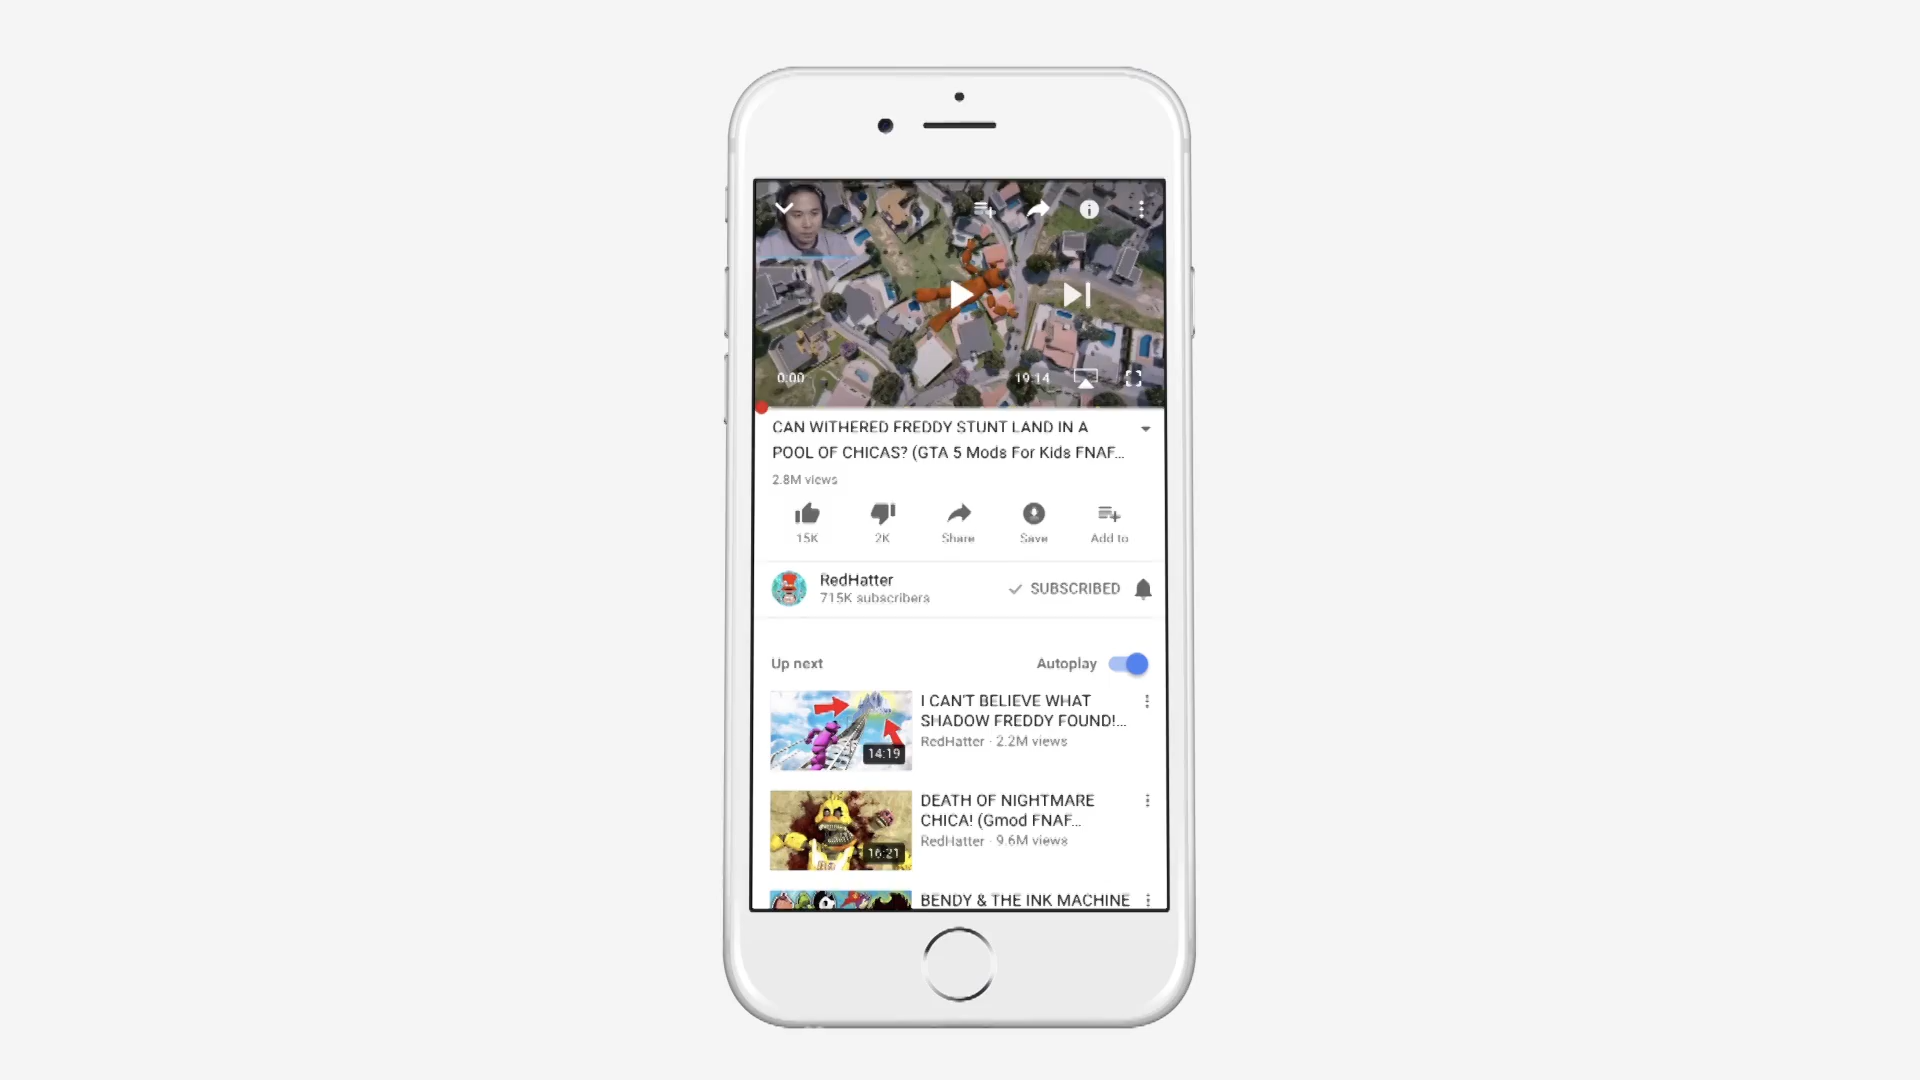 0:00
19:14
CAN WITHERED FREDDY STUNT LAND IN A
POOL OF CHICAS? (GTA 5 Mods For Kids FNAF...
2.8M views
15K
2K
Share
Save
Add to
RedHatter
715K subscribers
SUBSCRIBED
Up next
Autoplay
14:19
I CAN'T BELIEVE WHAT
SHADOW FREDDY FOUND!...
RedHatter · 2.2M views
16:21
DEATH OF NIGHTMARE
CHICA! (Gmod FNAF...
RedHatter · 9.6M views
BENDY & THE INK MACHINE